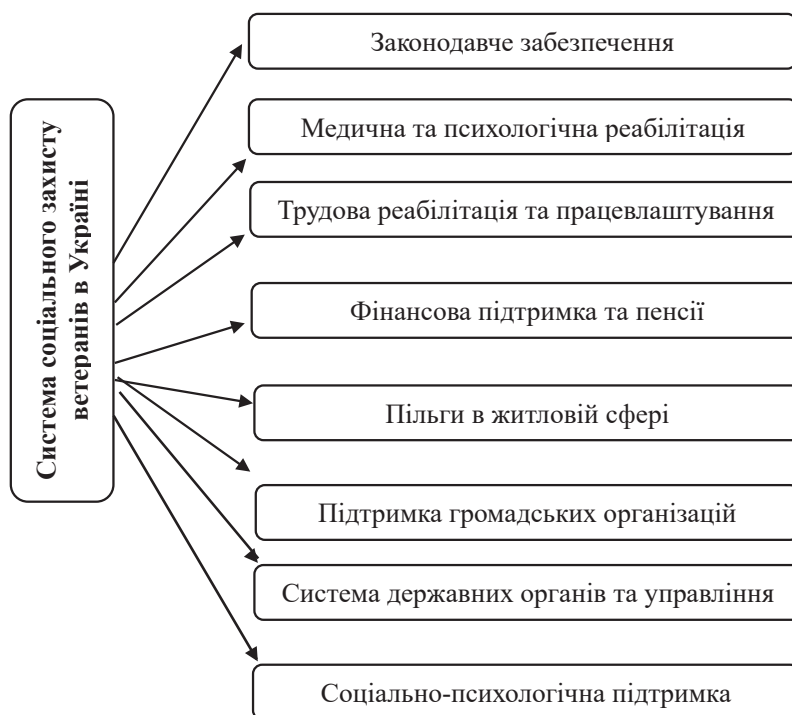 Система соціального захисту
ветеранів в Україні
Законодавче забезпечення
Медична та психологічна реабілітація
Трудова реабілітація та працевлаштування
Фінансова підтримка та пенсії
Пільги в житловій сфері
Підтримка громадських організацій
Система державних органів та управління
Соціально-психологічна підтримка